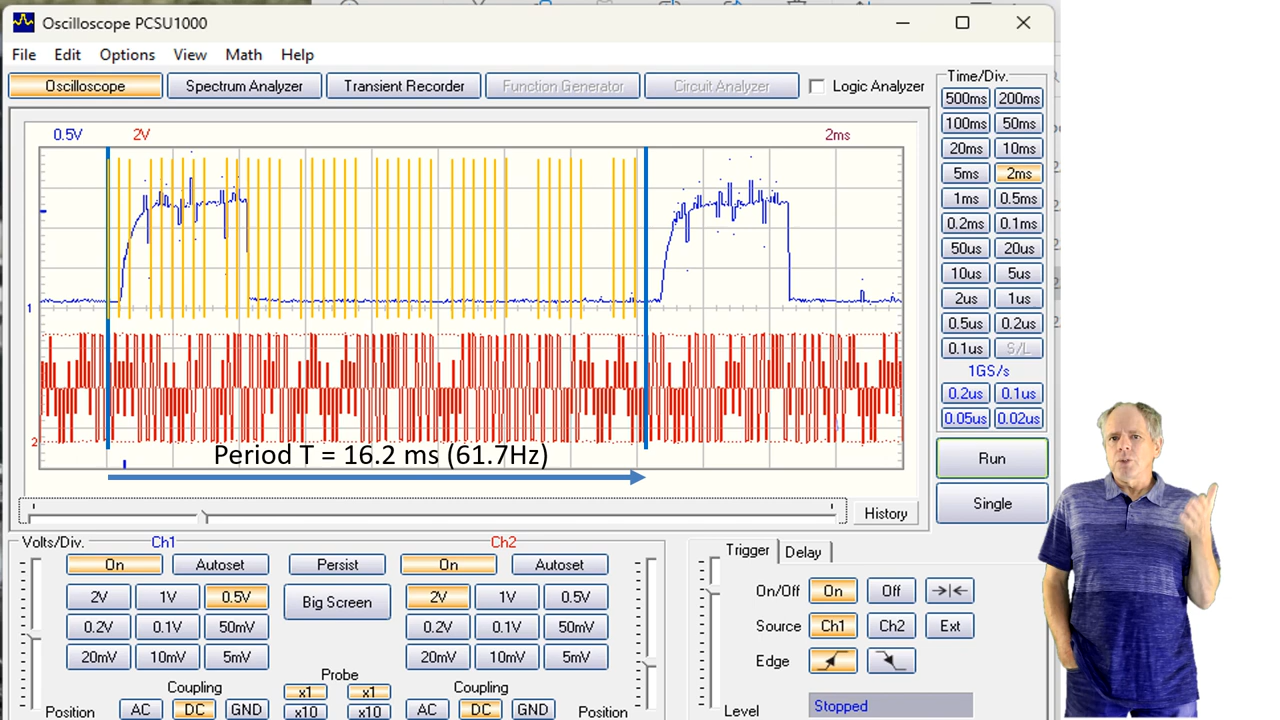 Oscilloscope PCSU1000
File Edit Options View Math Help
Oscilloscope Spectrum Analyzer Transient Recorder Function Generator Circuit Analyzer Logic Analyzer
Time/Div.
500ms 200ms
100ms 50ms
20ms 10ms
5ms 2ms
1ms 0.5ms
0.2ms 0.1ms
50us 20us
10us 5us
2us 1us
0.5us 0.2us
0.1us S/L
1GS/s
0.2us 0.1us
0.05us 0.02us
Run
Single
0.5V 2V 2ms
1
2
Period T = 16.2 ms (61.7Hz)
History
Volts/Div. Ch1 Ch2
On Autoset Persist On Autoset
2V 1V 0.5V Big Screen 2V 1V 0.5V
0.2V 0.1V 50mV 0.2V 0.1V 50mV
20mV 10mV 5mV 20mV 10mV 5mV
Coupling Probe Coupling
x1 x1
Position AC DC GND x10 x10 AC DC GND Position
Trigger Delay
On/Off On Off
Source Ch1 Ch2 Ext
Edge
Level Stopped